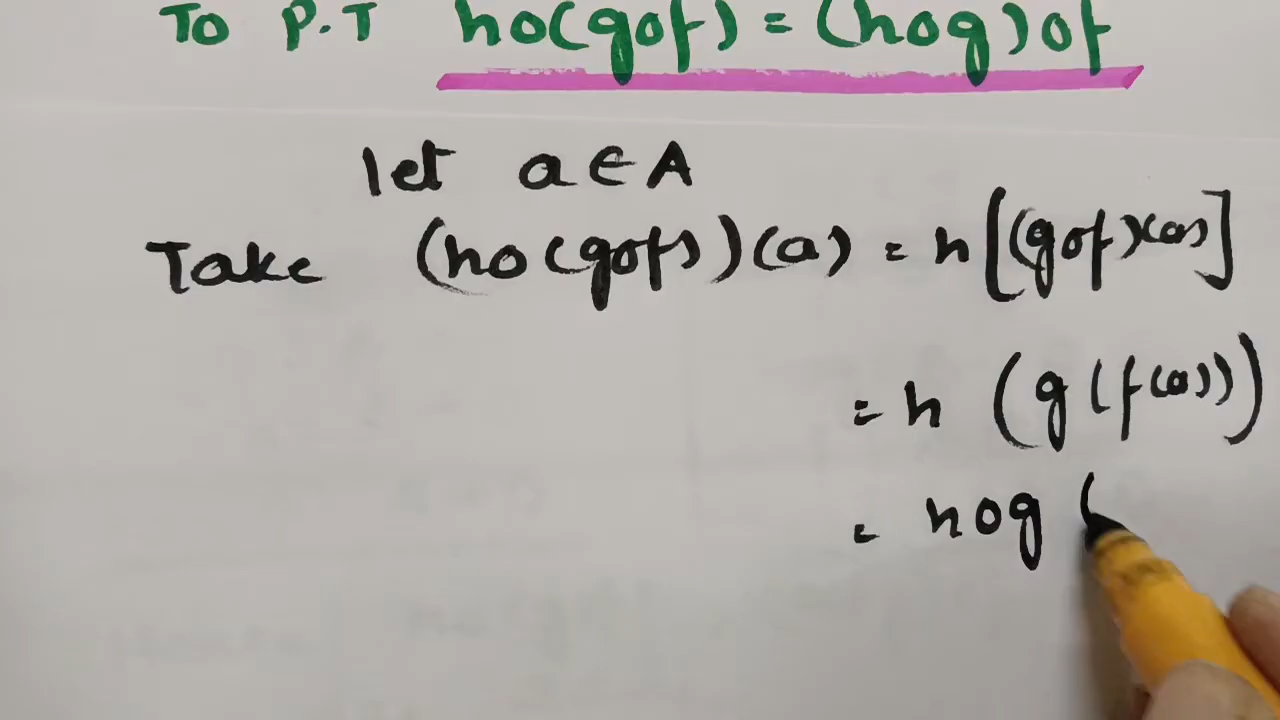 To P.T ho(gof) = (hog)of
let a ∈ A
Take (ho(gof))(a) = h[(gof)(a)]
= h (g(f(a)))
= hog (